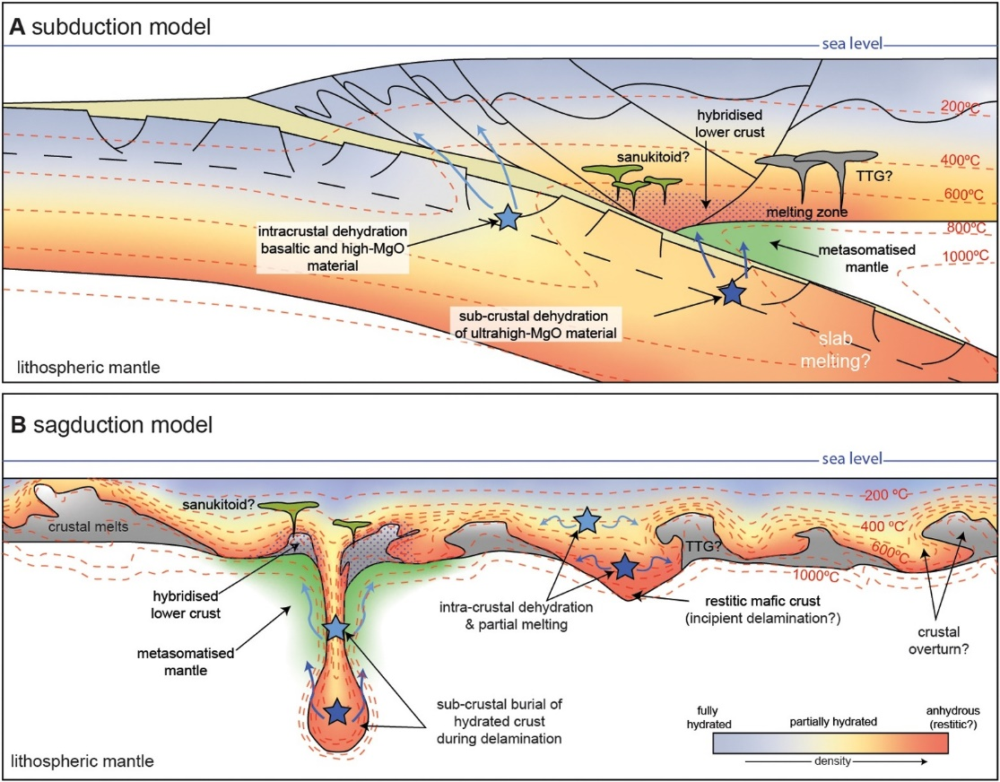 A subduction model
sea level
200ºC
hybridised
lower crust
sanukitoid?
400ºC
TTG?
600ºC
melting zone
800ºC
intracrustal dehydration
basaltic and high-MgO
material
metasomatised
mantle
1000ºC
sub-crustal dehydration
of ultrahigh-MgO material
slab
melting?
lithospheric mantle
B sagduction model
sea level
200 ºC
sanukitoid?
400 ºC
crustal melts
TTG?
600ºC
1000ºC
hybridised
lower crust
intra-crustal dehydration
& partial melting
restitic mafic crust
(incipient delamination?)
crustal
overturn?
metasomatised
mantle
sub-crustal burial of
hydrated crust
during delamination
fully
hydrated
partially hydrated
anhydrous
(restitic?)
density
lithospheric mantle